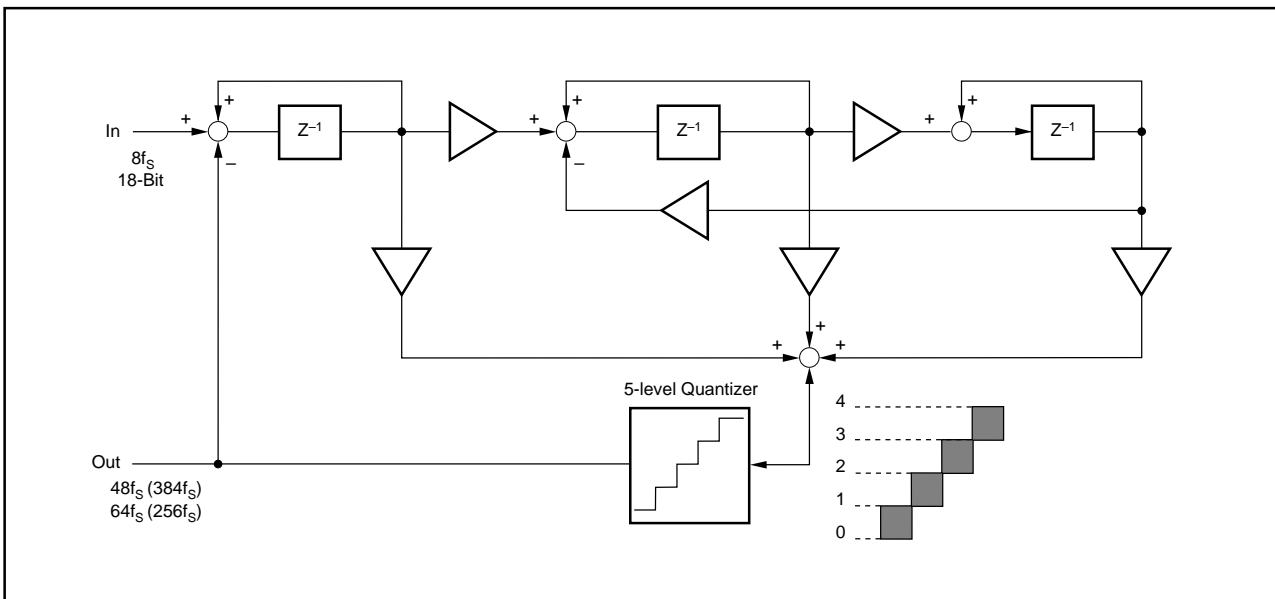 + + +
In + Z–1 + Z–1 + Z–1
8fS – –
18-Bit
+
+ +
5-level Quantizer
4
3
2
1
0
Out
48fS (384fS)
64fS (256fS)